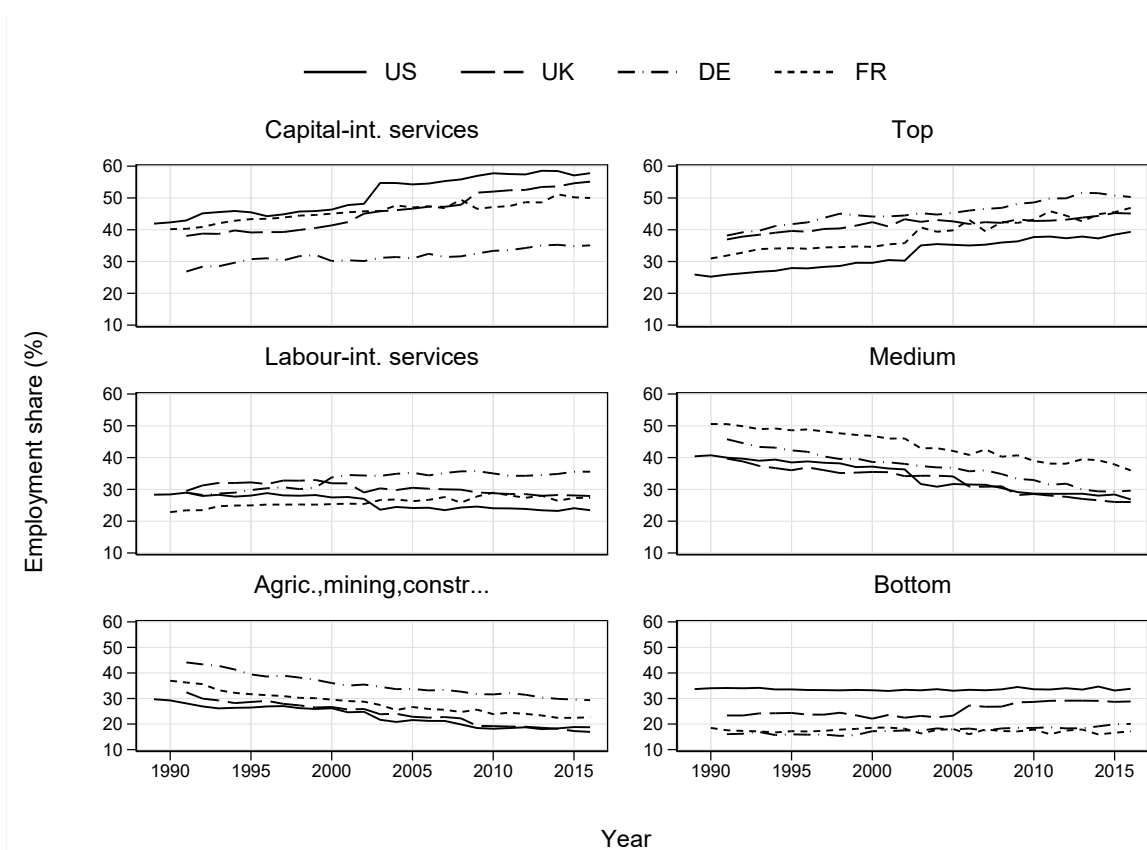 US UK DE FR
Capital-int. services Top
60 60
50 50
40 40
30 30
20 20
10 10
Labour-int. services Medium
60 60
50 50
40 40
30 30
20 20
10 10
Agric.,mining,constr... Bottom
60 60
50 50
40 40
30 30
20 20
10 10
1990 1995 2000 2005 2010 2015 1990 1995 2000 2005 2010 2015
Employment share (%)
Year